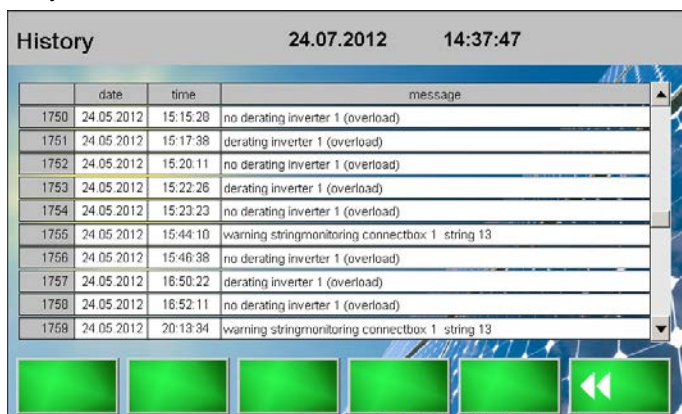 History 24.07.2012 14:37:47
date time message
1750 24.05.2012 15:15:28 no derating inverter 1 (overload)
1751 24.05.2012 15:17:38 derating inverter 1 (overload)
1752 24.05.2012 15:20:11 no derating inverter 1 (overload)
1753 24.05.2012 15:22:26 derating inverter 1 (overload)
1754 24.05.2012 15:23:23 no derating inverter 1 (overload)
1755 24.05.2012 15:44:10 warning stringmonitoring connectbox 1 string 13
1756 24.05.2012 15:46:38 no derating inverter 1 (overload)
1757 24.05.2012 16:50:22 derating inverter 1 (overload)
1758 24.05.2012 16:52:11 no derating inverter 1 (overload)
1759 24.05.2012 20:13:34 warning stringmonitoring connectbox 1 string 13